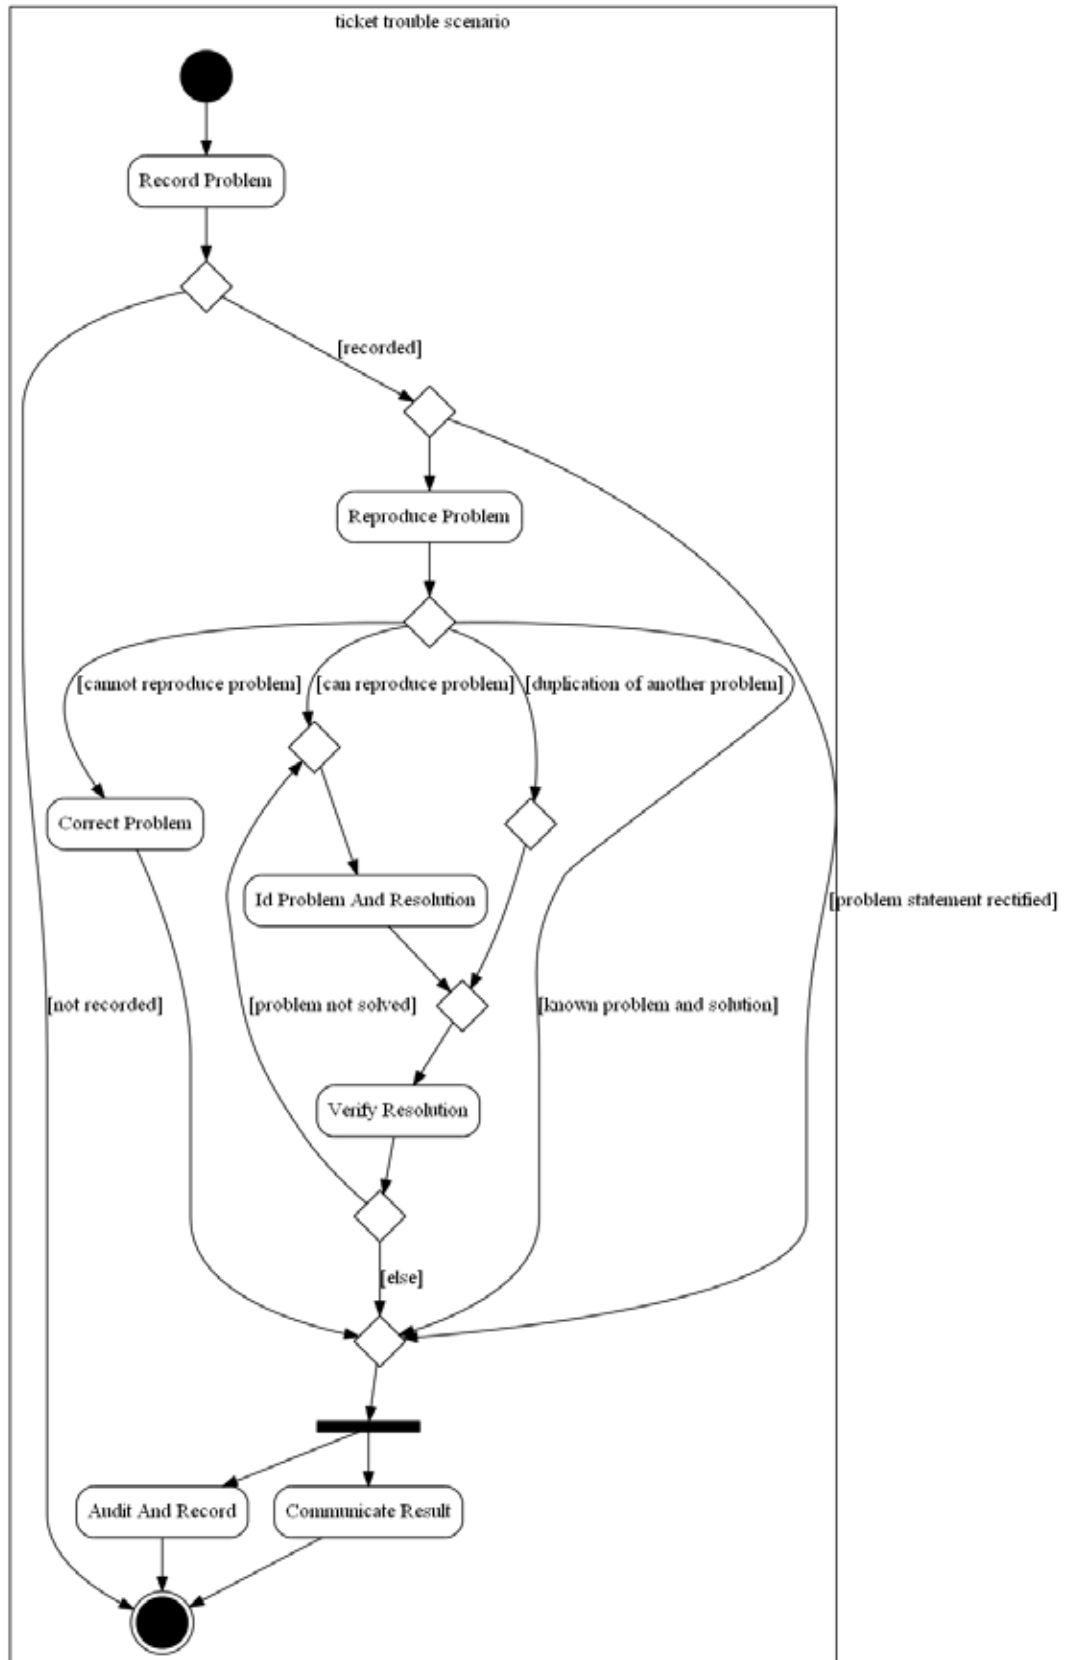 ticket trouble scenario
Record Problem
[recorded]
Reproduce Problem
[cannot reproduce problem]
[can reproduce problem]
[duplication of another problem]
Correct Problem
Id Problem And Resolution
[problem statement rectified]
[not recorded]
[problem not solved]
[known problem and solution]
Verify Resolution
[else]
Audit And Record
Communicate Result